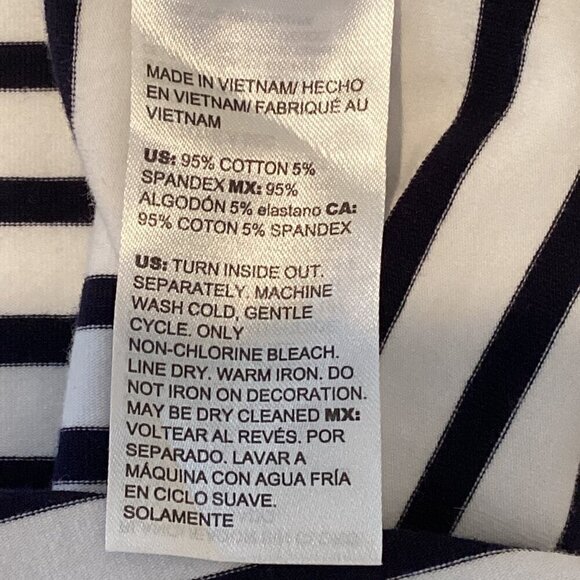 MADE IN VIETNAM/ HECHO
EN VIETNAM/ FABRIQUÉ AU
VIETNAM
US: 95% COTTON 5%
SPANDEX MX: 95%
ALGODÓN 5% elastano CA:
95% COTON 5% SPANDEX
US: TURN INSIDE OUT.
SEPARATELY. MACHINE
WASH COLD, GENTLE
CYCLE. ONLY
NON-CHLORINE BLEACH.
LINE DRY. WARM IRON. DO
NOT IRON ON DECORATION.
MAY BE DRY CLEANED MX:
VOLTEAR AL REVÉS. POR
SEPARADO. LAVAR A
MÁQUINA CON AGUA FRÍA
EN CICLO SUAVE.
SOLAMENTE